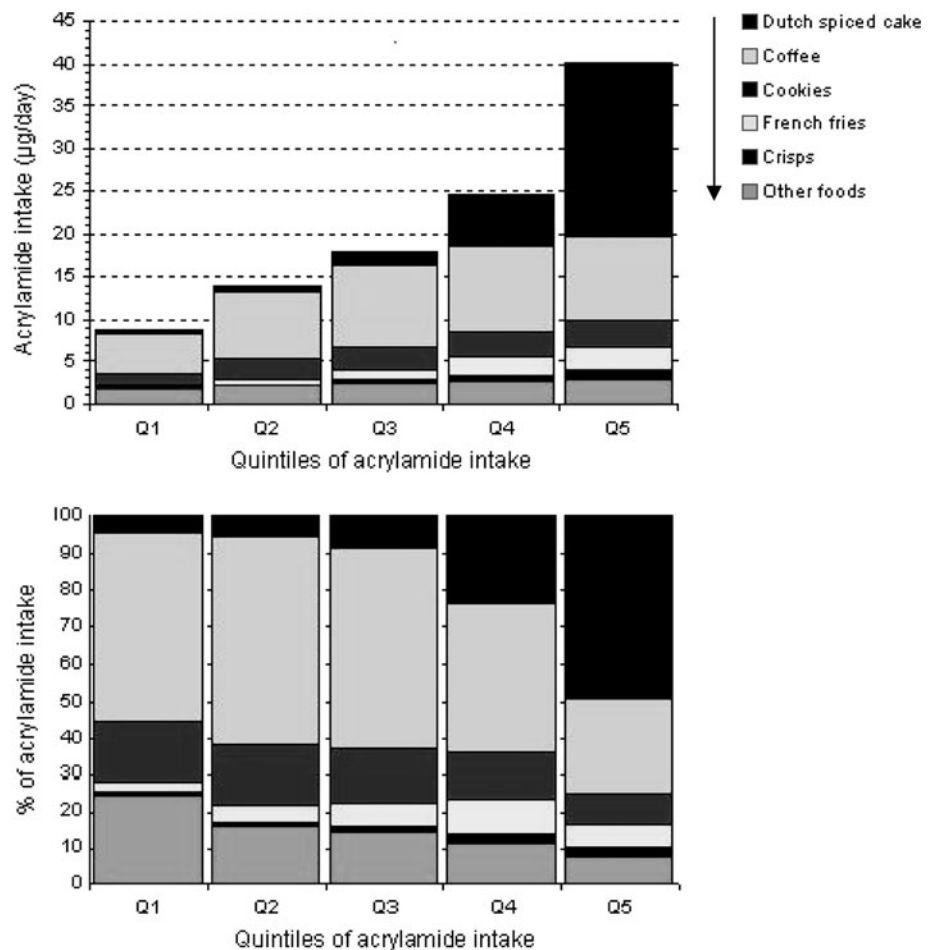 45
40
35
30
25
20
15
10
5
0
Acrylamide intake (µg/day)
Q1 Q2 Q3 Q4 Q5
Quintiles of acrylamide intake
Dutch spiced cake
Coffee
Cookies
French fries
Crisps
Other foods
100
90
80
70
60
50
40
30
20
10
0
% of acrylamide intake
Q1 Q2 Q3 Q4 Q5
Quintiles of acrylamide intake